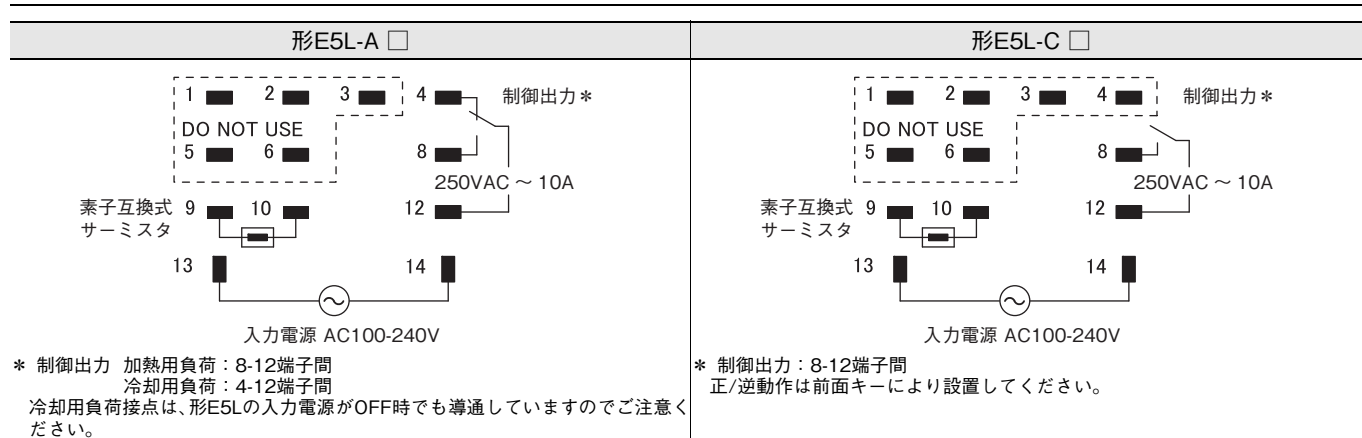 形E5L-A □
1 2 3 4 制御出力＊
DO NOT USE
5 6 8
250VAC ～ 10A
素子互換式 9 10 12
サーミスタ
13 14
入力電源 AC100-240V
＊ 制御出力 加熱用負荷：8-12端子間
冷却用負荷：4-12端子間
冷却用負荷接点は、形E5Lの入力電源がOFF時でも導通していますのでご注意く
ださい。
形E5L-C □
1 2 3 4 制御出力＊
DO NOT USE
5 6 8
250VAC ～ 10A
素子互換式 9 10 12
サーミスタ
13 14
入力電源 AC100-240V
＊ 制御出力：8-12端子間
正/逆動作は前面キーにより設置してください。